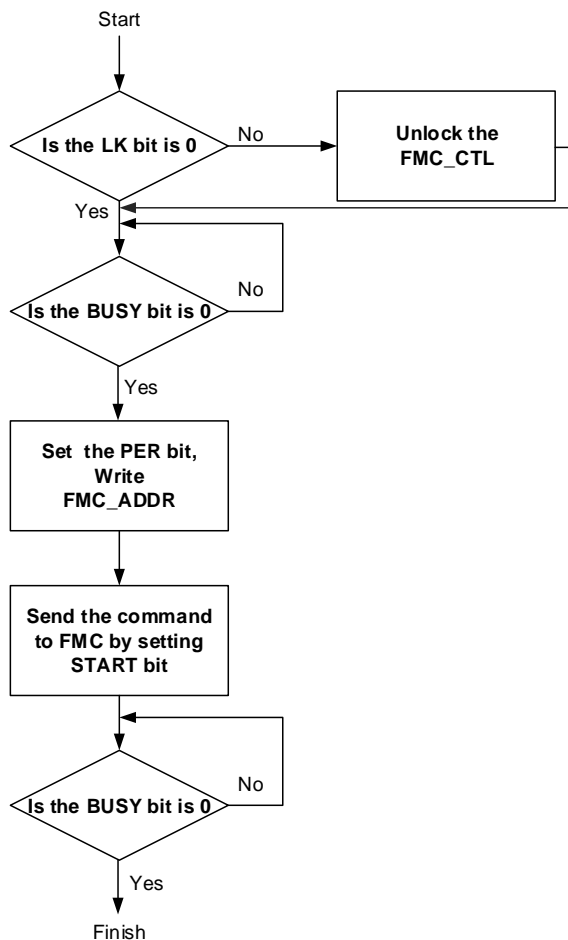 Start
Is the LK bit is 0
No
Unlock the
FMC_CTL
Yes
Is the BUSY bit is 0
No
Yes
Set the PER bit,
Write
FMC_ADDR
Send the command
to FMC by setting
START bit
Is the BUSY bit is 0
No
Yes
Finish